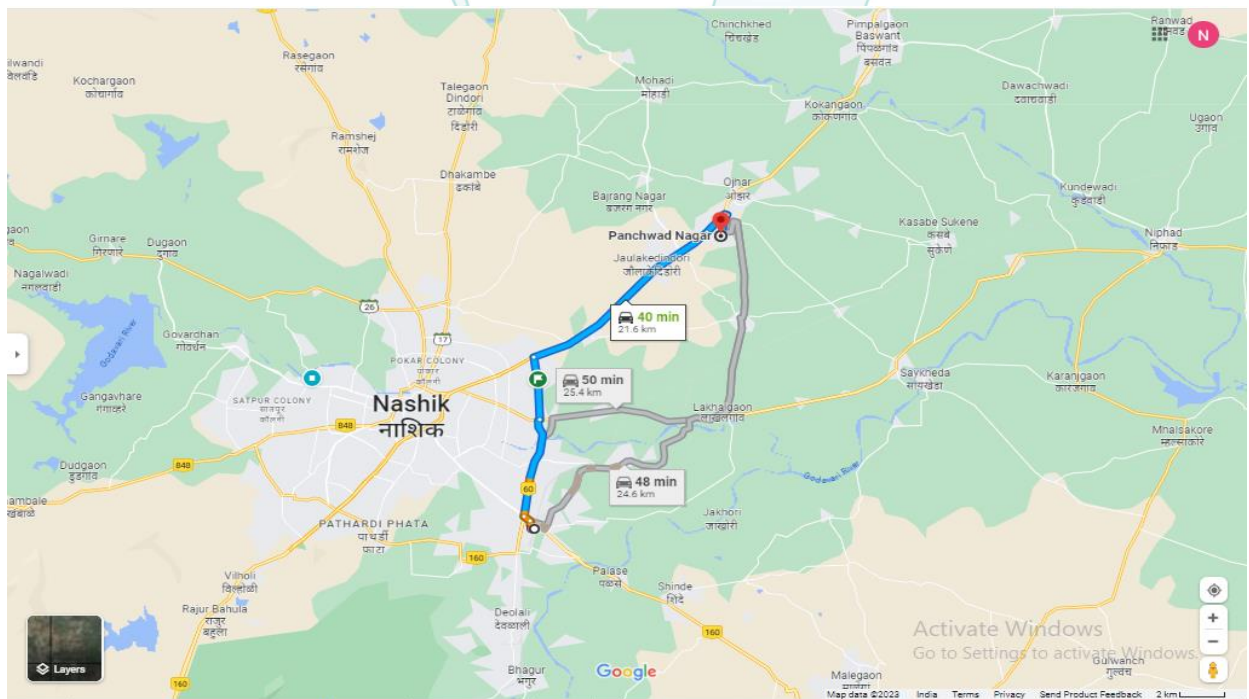 Chinchkhed
चिंचखेड
Pimpalgaon
Baswant
पिंपळगांव
बसवंत
Ranwad
N
Rasegaon
रसेगाव
Kochargaon
कोचार्गाव
Talegaon
Dindori
टाळेगांव
दिंडोरी
Mohadi
मोहाडी
Dawachwadi
दवाचवाडी
Kokangaon
कोकणगांव
Ugaon
उगांव
Ramshej
रामशेज
Dhakambe
ढकांबे
Ojhar
ओझर
Bajrang Nagar
बजरंग नगर
Kundewadi
कुंडेवाडी
Kasabe Sukene
कसबे
सुकेणे
Niphad
निफाड
Panchwad Nagar
Girnare
गिरणारे
Dugaon
दुगाव
Jaulakedindori
जौलाकेदिंडोरी
Nagalwadi
नागलवाडी
26
40 min
21.6 km
Govardhan
गोवर्धन
17
Godavari River
POKAR COLONY
पोकार
कॉलनी
50 min
25.4 km
Saykheda
सायखेडा
Karanjgaon
कारंजगाव
Gangavhare
गंगाव्हरे
SATPUR COLONY
सातपूर
कॉलनी
Nashik
नाशिक
Lakhalgaon
लाखलगाव
848
Mhalsakore
म्हाळसाकोरे
Dudgaon
दुडगाव
848
Godavari River
48 min
24.6 km
60
Jakhori
जाखोरी
PATHARDI PHATA
पाथर्डी
फाटा
160
Palase
पळसे
Vilholi
विल्होळी
Shinde
शिंदे
Rajur Bahula
राजूर
बहुला
Deolali
देवळाली
160
Activate Windows
Go to Settings to activate Windows.
Layers
Bhagur
भगुर
Google
Gulwanch
गुळवंच
160
Malegaon
Map data ©2023 India Terms Privacy Send Product Feedback 2 km